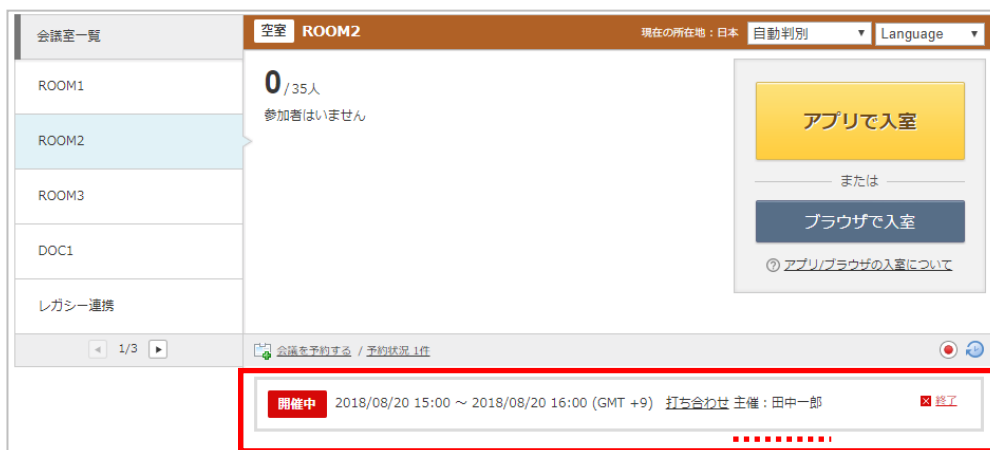 会議室一覧
ROOM1
ROOM2
ROOM3
DOC1
レガシー連携
1/3
空室 ROOM2 現在の所在地：日本 自動判別 Language
0/35人
参加者はいません
アプリで入室
または
ブラウザで入室
アプリ/ブラウザの入室について
会議を予約する / 予約状況 1件
開催中 2018/08/20 15:00 ～ 2018/08/20 16:00 (GMT +9) 打ち合わせ 主催：田中一郎 終了